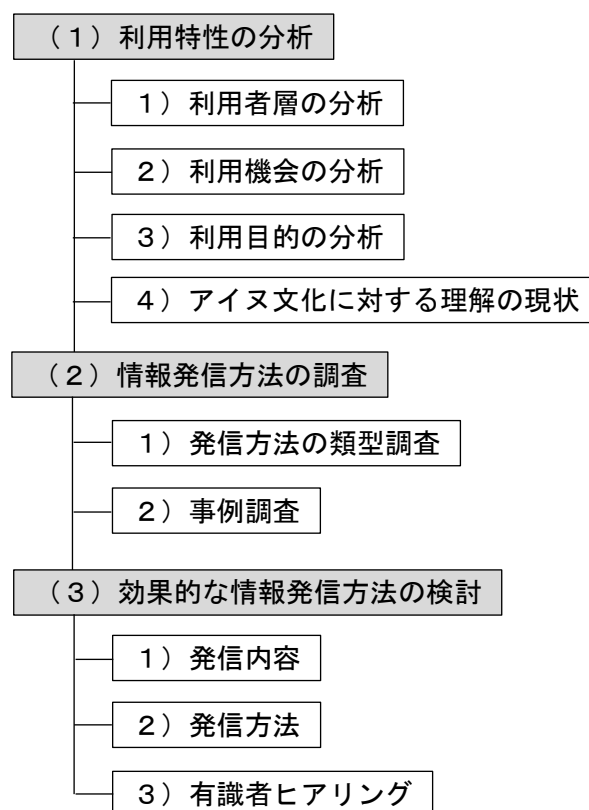 （１）利用特性の分析
１）利用者層の分析
２）利用機会の分析
３）利用目的の分析
４）アイヌ文化に対する理解の現状
（２）情報発信方法の調査
１）発信方法の類型調査
２）事例調査
（３）効果的な情報発信方法の検討
１）発信内容
２）発信方法
３）有識者ヒアリング